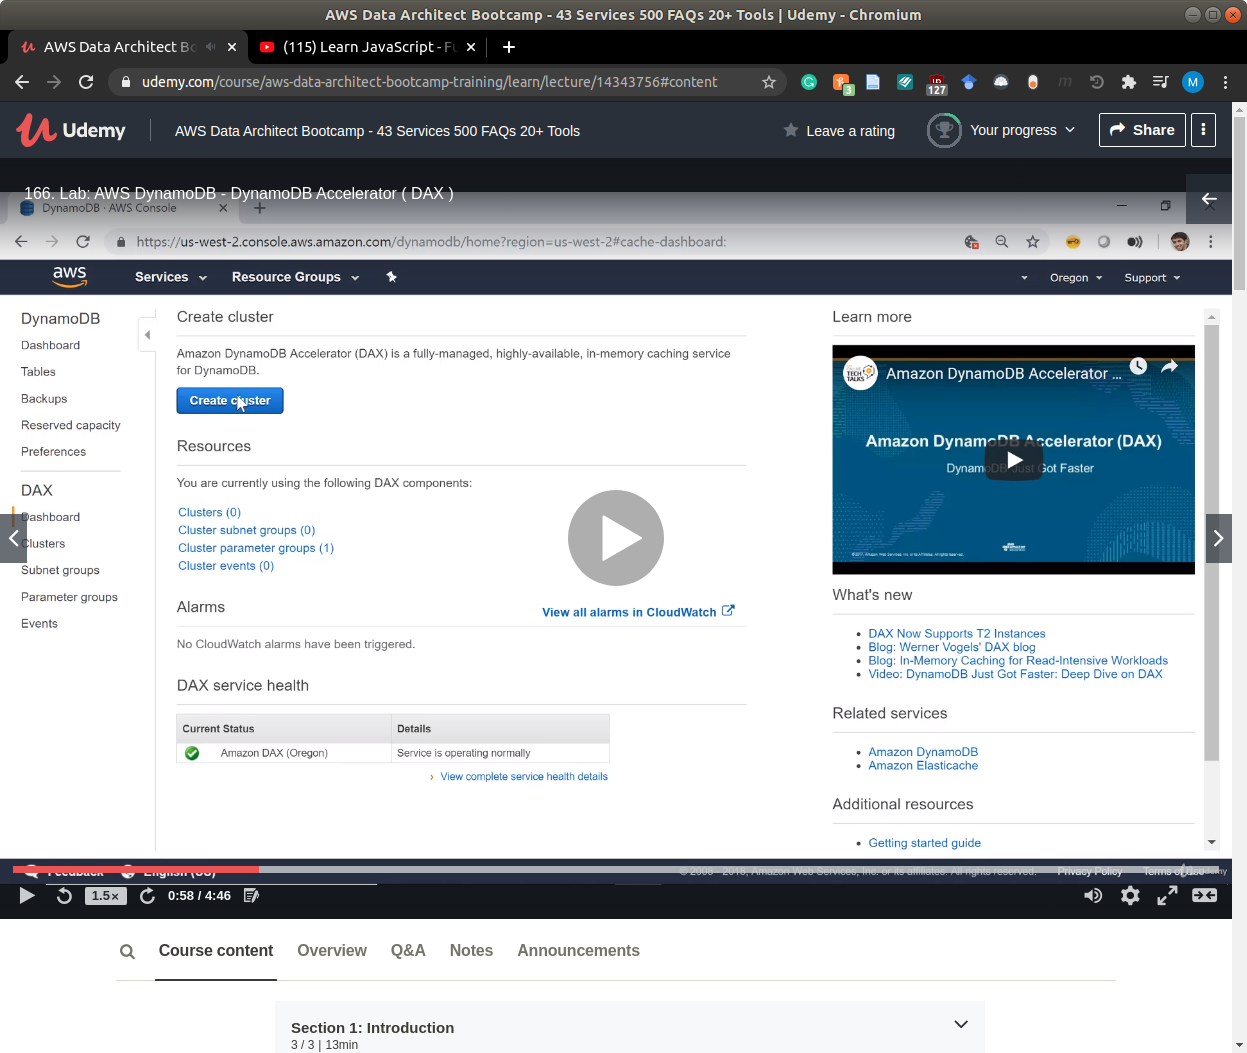 AWS Data Architect Bootcamp - 43 Services 500 FAQs 20+ Tools | Udemy - Chromium
AWS Data Architect Bo
(115) Learn JavaScript - Fu
udemy.com/course/aws-data-architect-bootcamp-training/learn/lecture/14343756#content
3
127
M
Udemy
AWS Data Architect Bootcamp - 43 Services 500 FAQs 20+ Tools
Leave a rating
Your progress
Share
166. Lab: AWS DynamoDB - DynamoDB Accelerator ( DAX )
DynamoDB · AWS Console
https://us-west-2.console.aws.amazon.com/dynamodb/home?region=us-west-2#cache-dashboard:
aws
Services
Resource Groups
Oregon
Support
DynamoDB
Dashboard
Tables
Backups
Reserved capacity
Preferences
DAX
Dashboard
Clusters
Subnet groups
Parameter groups
Events
Create cluster
Amazon DynamoDB Accelerator (DAX) is a fully-managed, highly-available, in-memory caching service
for DynamoDB.
Create cluster
Resources
You are currently using the following DAX components:
Clusters (0)
Cluster subnet groups (0)
Cluster parameter groups (1)
Cluster events (0)
Alarms
View all alarms in CloudWatch
No CloudWatch alarms have been triggered.
DAX service health
Current Status
Details
Amazon DAX (Oregon)
Service is operating normally
View complete service health details
Learn more
TECH
TALKS
Amazon DynamoDB Accelerator ...
Amazon DynamoDB Accelerator (DAX)
DynamoDB Just Got Faster
What's new
DAX Now Supports T2 Instances
Blog: Werner Vogels' DAX blog
Blog: In-Memory Caching for Read-Intensive Workloads
Video: DynamoDB Just Got Faster: Deep Dive on DAX
Related services
Amazon DynamoDB
Amazon Elasticache
Additional resources
Getting started guide
Feedback
English (US)
© 2008 - 2018, Amazon Web Services, Inc. or its affiliates. All rights reserved.
Privacy Policy
Terms of Use
1.5x
0:58 / 4:46
Course content
Overview
Q&A
Notes
Announcements
Section 1: Introduction
3 / 3 | 13min